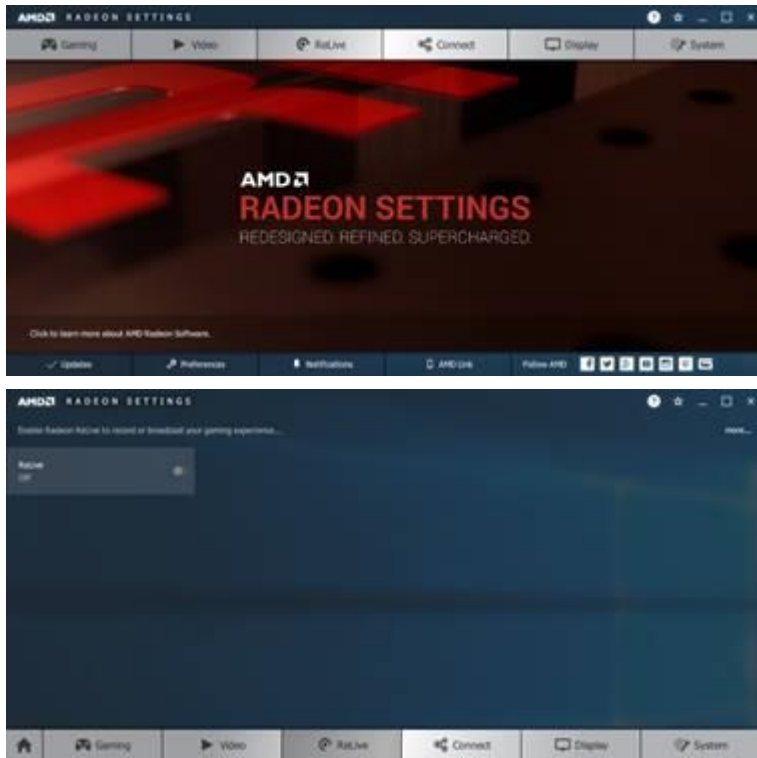 AMD RADEON SETTINGS
Gaming Video ReLive Connect Display System
AMD
RADEON SETTINGS
REDESIGNED. REFINED. SUPERCHARGED.
Click to learn more about AMD Radeon Software.
Updates Preferences Notifications AMD Link Follow AMD
AMD RADEON SETTINGS
Enable Radeon ReLive to record or broadcast your gaming experience... more...
ReLive
Off
Gaming Video ReLive Connect Display System